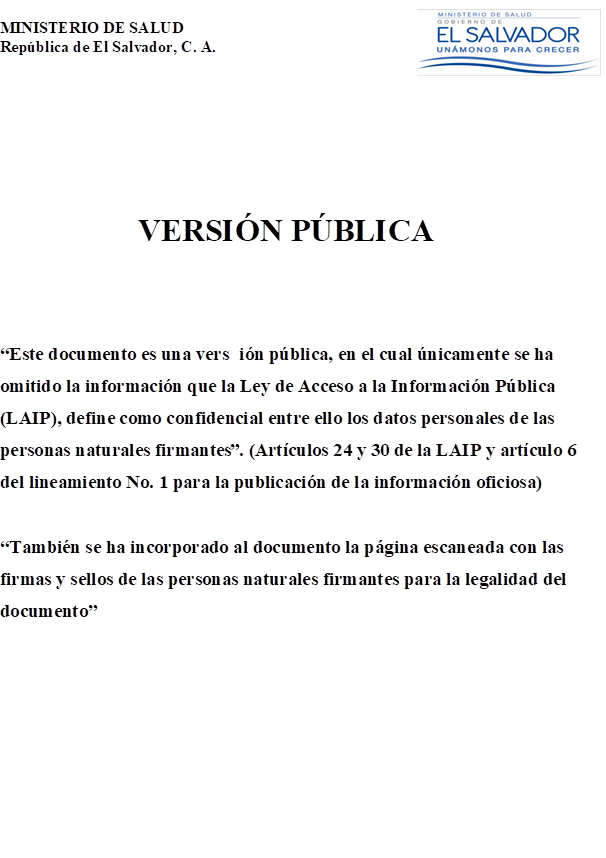 MINISTERIO DE SALUD
República de El Salvador, C. A.
MINISTERIO DE SALUD
GOBIERNO DE
EL SALVADOR
UNÁMONOS PARA CRECER
VERSIÓN PÚBLICA
“Este documento es una vers ión pública, en el cual únicamente se ha
omitido la información que la Ley de Acceso a la Información Pública
(LAIP), define como confidencial entre ello los datos personales de las
personas naturales firmantes”. (Artículos 24 y 30 de la LAIP y artículo 6
del lineamiento No. 1 para la publicación de la información oficiosa)
“También se ha incorporado al documento la página escaneada con las
firmas y sellos de las personas naturales firmantes para la legalidad del
documento”